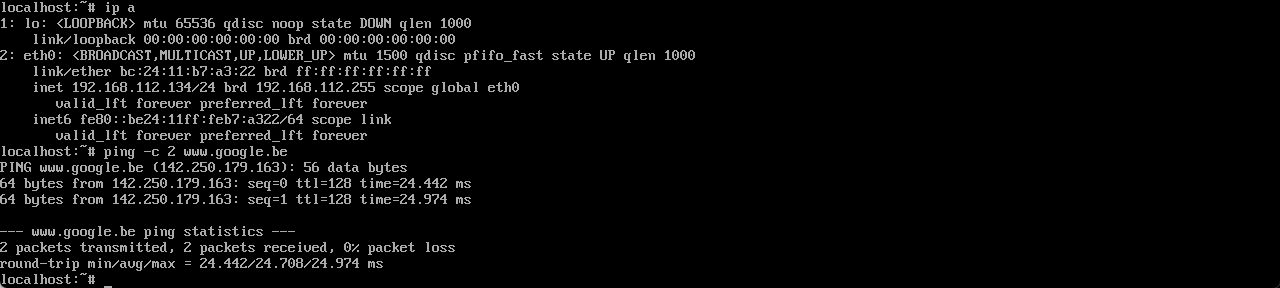 localhost:~# ip a
1: lo: <LOOPBACK> mtu 65536 qdisc noop state DOWN qlen 1000
    link/loopback 00:00:00:00:00:00 brd 00:00:00:00:00:00
2: eth0: <BROADCAST,MULTICAST,UP,LOWER_UP> mtu 1500 qdisc pfifo_fast state UP qlen 1000
    link/ether bc:24:11:b7:a3:22 brd ff:ff:ff:ff:ff:ff
    inet 192.168.112.134/24 brd 192.168.112.255 scope global eth0
       valid_lft forever preferred_lft forever
    inet6 fe80::be24:11ff:feb7:a322/64 scope link
       valid_lft forever preferred_lft forever
localhost:~# ping -c 2 www.google.be
PING www.google.be (142.250.179.163): 56 data bytes
64 bytes from 142.250.179.163: seq=0 ttl=128 time=24.442 ms
64 bytes from 142.250.179.163: seq=1 ttl=128 time=24.974 ms

--- www.google.be ping statistics ---
2 packets transmitted, 2 packets received, 0% packet loss
round-trip min/avg/max = 24.442/24.708/24.974 ms
localhost:~# _